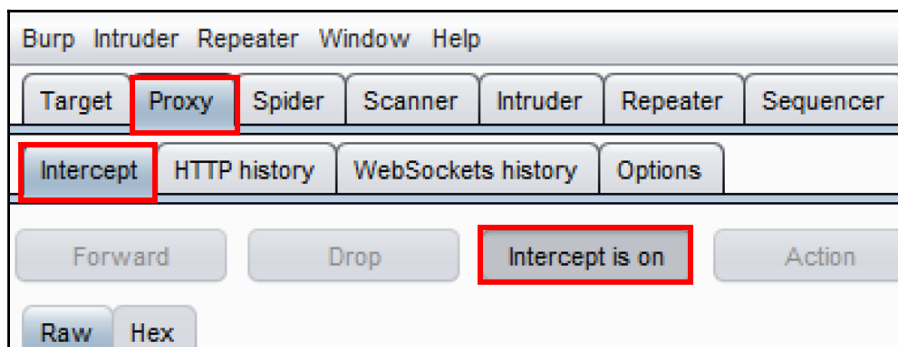 Burp Intruder Repeater Window Help
Target Proxy Spider Scanner Intruder Repeater Sequencer
Intercept HTTP history WebSockets history Options
Forward Drop Intercept is on Action
Raw Hex